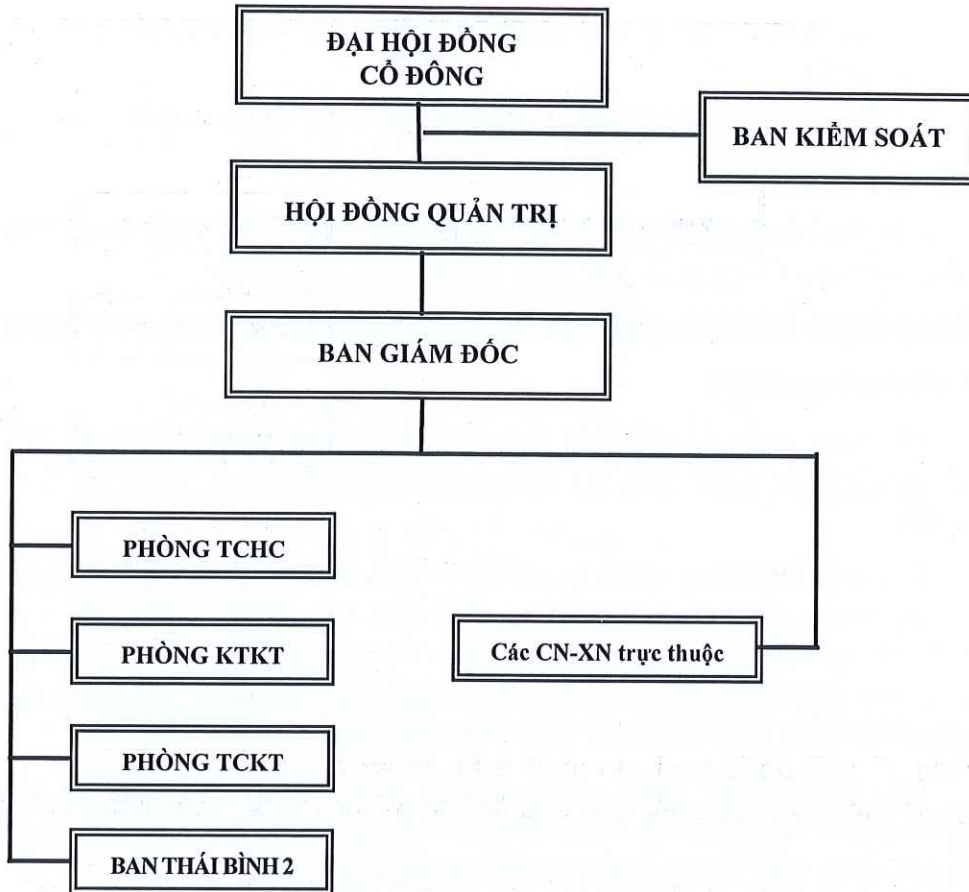 ĐẠI HỘI ĐỒNG
CỔ ĐÔNG
BAN KIỂM SOÁT
HỘI ĐỒNG QUẢN TRỊ
BAN GIÁM ĐỐC
PHÒNG TCHC
PHÒNG KTKT
Các CN-XN trực thuộc
PHÒNG TCKT
BAN THÁI BÌNH 2